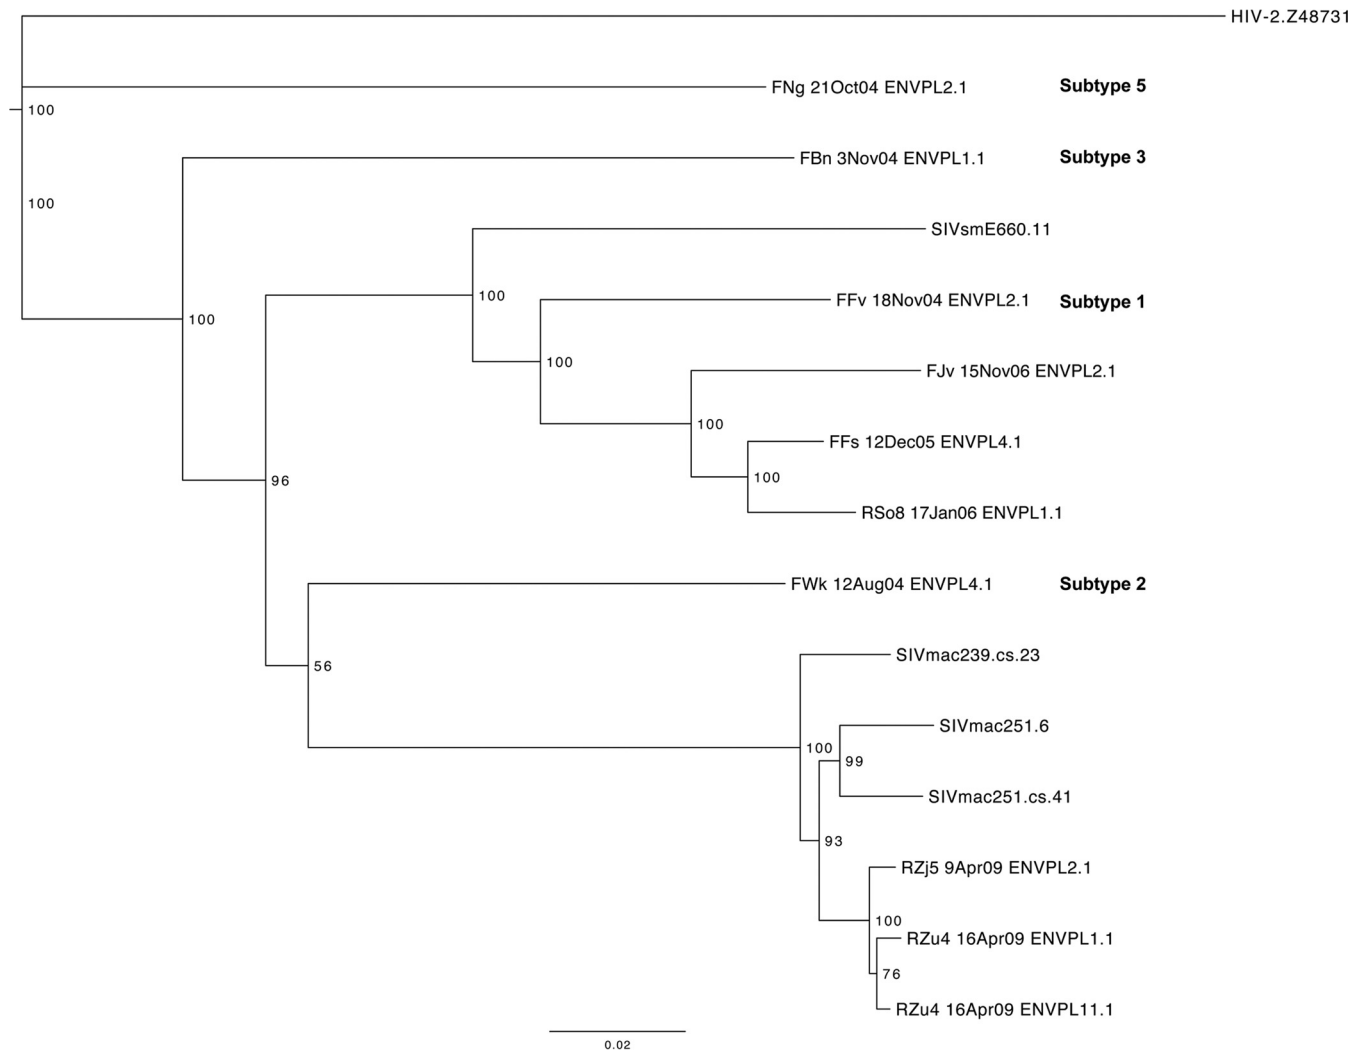 HIV-2.Z48731
FNg 21Oct04 ENVPL2.1 Subtype 5
100
FBn 3Nov04 ENVPL1.1 Subtype 3
100
SIVsmE660.11
100
FFv 18Nov04 ENVPL2.1 Subtype 1
100
100
FJv 15Nov06 ENVPL2.1
100
FFs 12Dec05 ENVPL4.1
100
96
RSo8 17Jan06 ENVPL1.1
FWk 12Aug04 ENVPL4.1 Subtype 2
SIVmac239.cs.23
56
SIVmac251.6
100
99
SIVmac251.cs.41
93
RZj5 9Apr09 ENVPL2.1
100
RZu4 16Apr09 ENVPL1.1
76
RZu4 16Apr09 ENVPL11.1
0.02